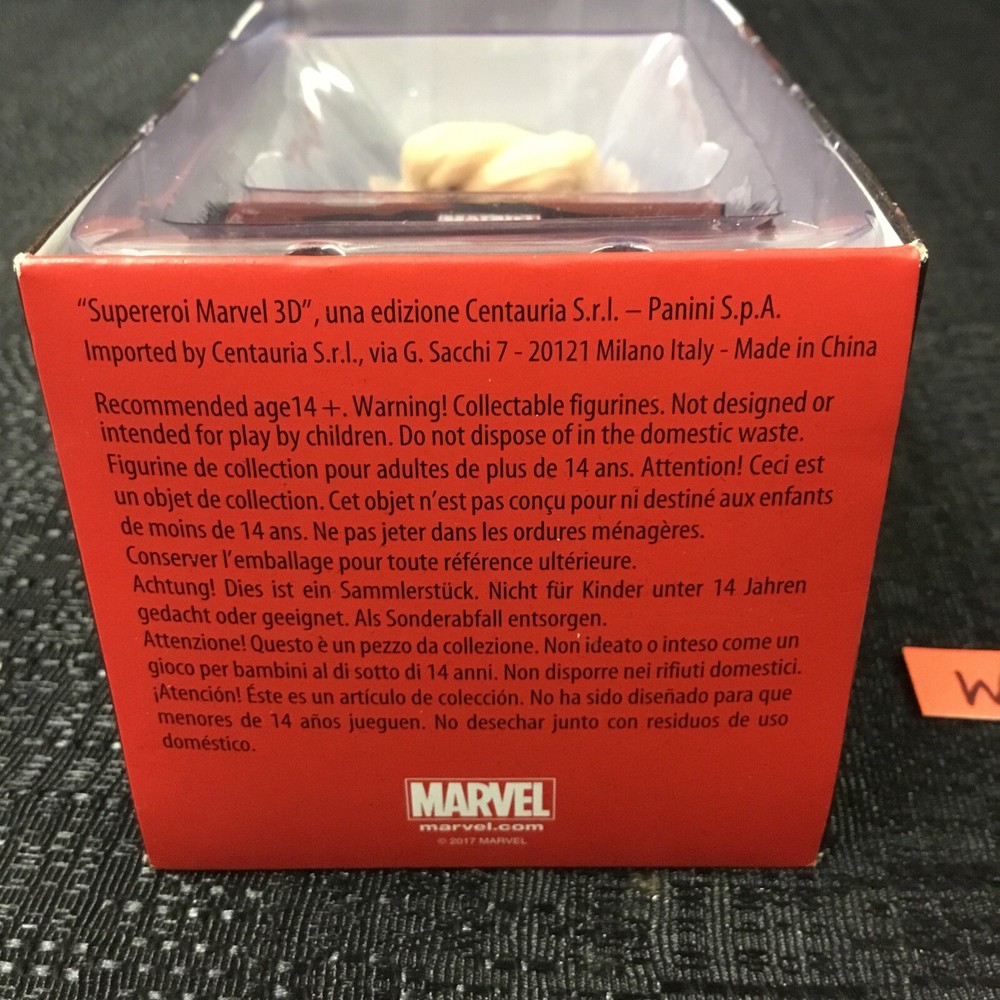 MARVEL
"Supereroi Marvel 3D", una edizione Centauria S.r.l. – Panini S.p.A.
Imported by Centauria S.r.l., via G. Sacchi 7 - 20121 Milano Italy - Made in China
Recommended age14 +. Warning! Collectable figurines. Not designed or
intended for play by children. Do not dispose of in the domestic waste.
Figurine de collection pour adultes de plus de 14 ans. Attention! Ceci est
un objet de collection. Cet objet n'est pas conçu pour ni destiné aux enfants
de moins de 14 ans. Ne pas jeter dans les ordures ménagères.
Conserver l'emballage pour toute référence ultérieure.
Achtung! Dies ist ein Sammlerstück. Nicht für Kinder unter 14 Jahren
gedacht oder geeignet. Als Sonderabfall entsorgen.
Attenzione! Questo è un pezzo da collezione. Non ideato o inteso come un
gioco per bambini al di sotto di 14 anni. Non disporre nei rifiuti domestici.
¡Atención! Éste es un artículo de colección. No ha sido diseñado para que
menores de 14 años jueguen. No desechar junto con residuos de uso
doméstico.
MARVEL
marvel.com
© 2017 MARVEL